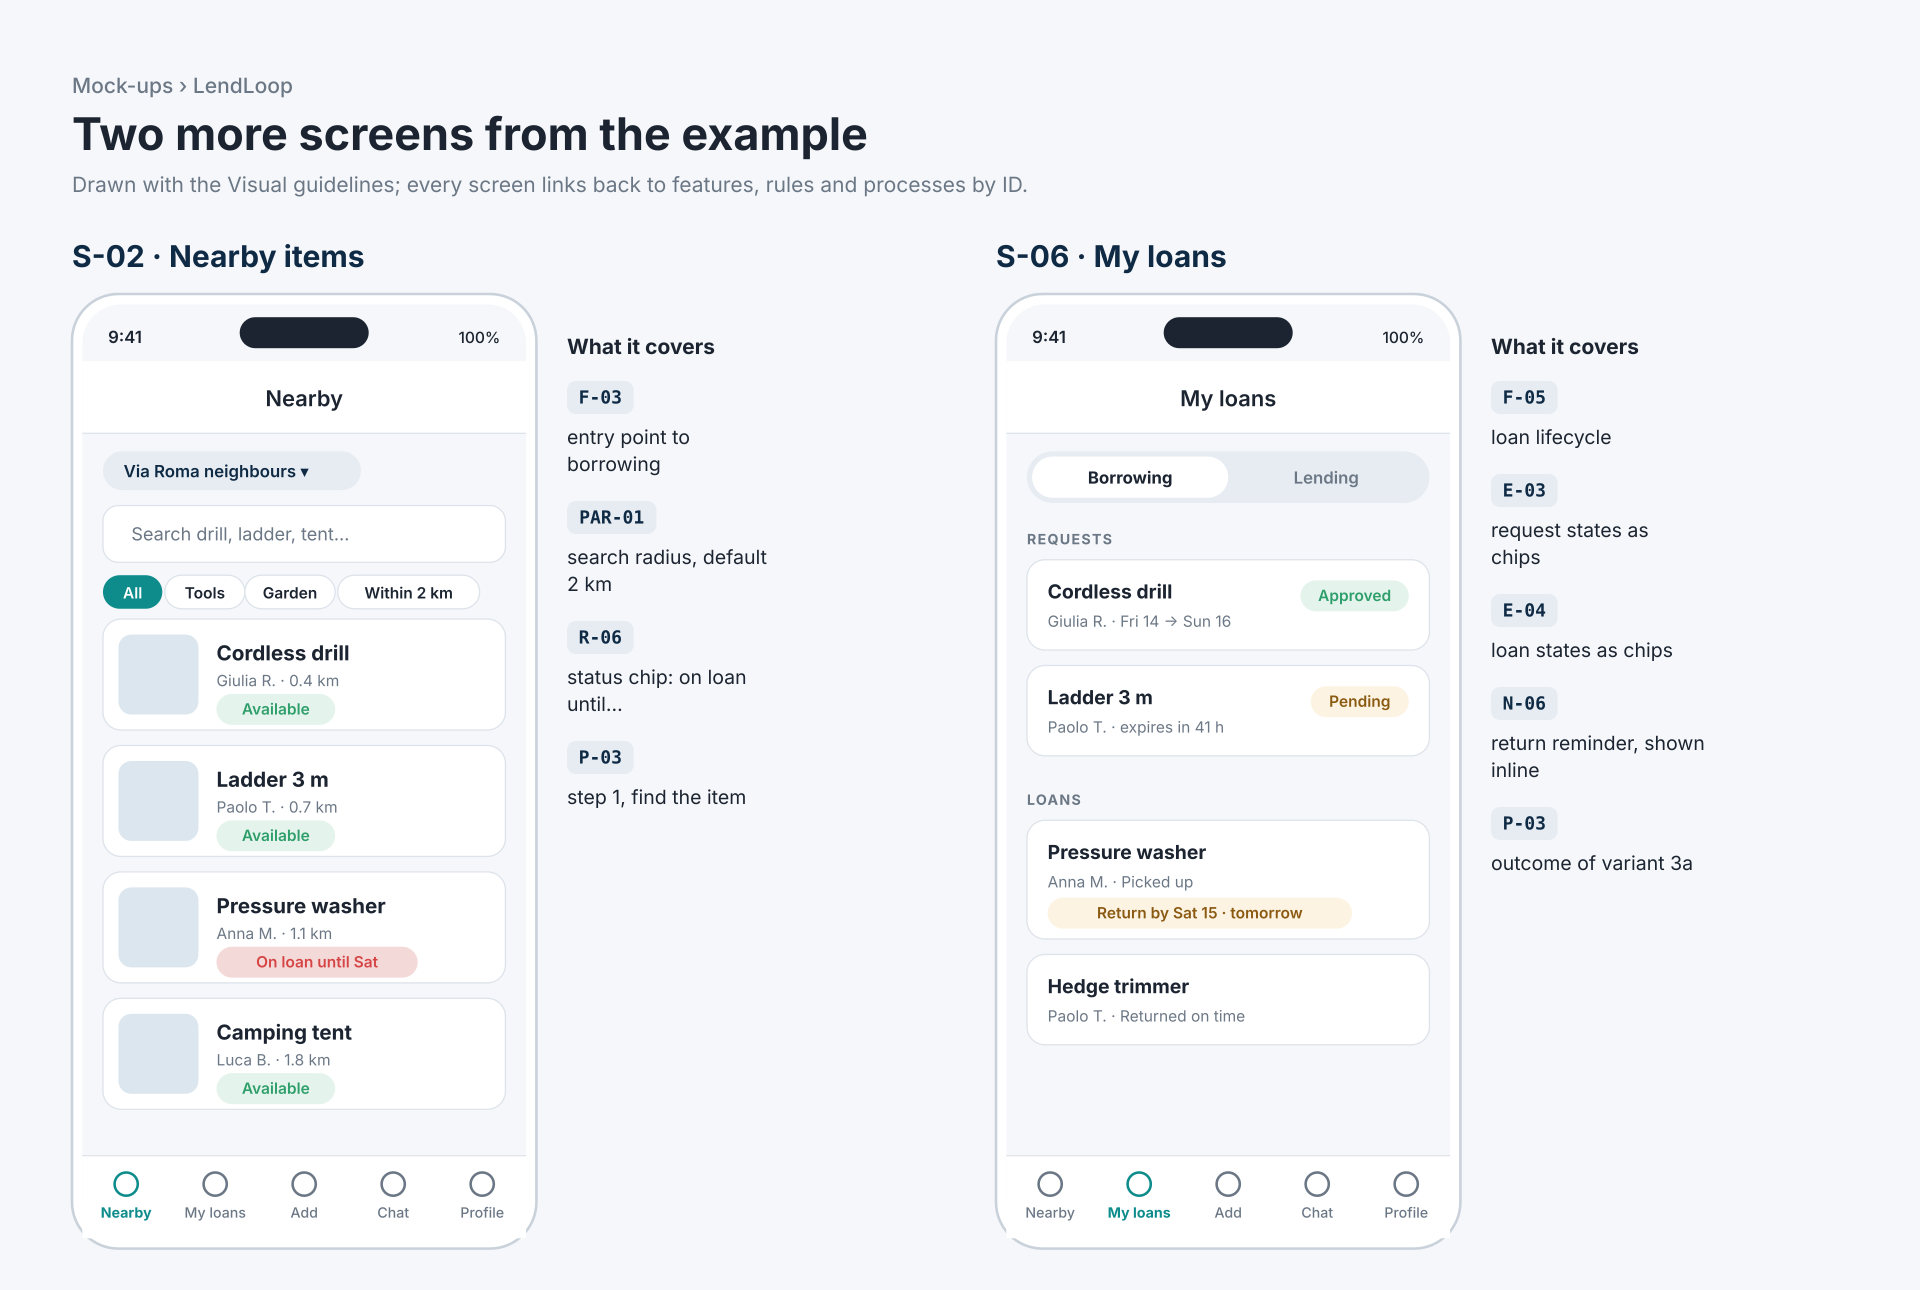 Mock-ups › LendLoop
Two more screens from the example
Drawn with the Visual guidelines; every screen links back to features, rules and processes by ID.
S-02 · Nearby items
9:41
100%
Nearby
Via Roma neighbours ▾
Search drill, ladder, tent…
All
Tools
Garden
Within 2 km
Cordless drill
Giulia R. · 0.4 km
Available
Ladder 3 m
Paolo T. · 0.7 km
Available
Pressure washer
Anna M. · 1.1 km
On loan until Sat
Camping tent
Luca B. · 1.8 km
Available
Nearby
My loans
Add
Chat
Profile
What it covers
F-03
entry point to
borrowing
PAR-01
search radius, default
2 km
R-06
status chip: on loan
until…
P-03
step 1, find the item
S-06 · My loans
9:41
100%
My loans
Borrowing
Lending
REQUESTS
Cordless drill
Approved
Giulia R. · Fri 14 → Sun 16
Ladder 3 m
Pending
Paolo T. · expires in 41 h
LOANS
Pressure washer
Anna M. · Picked up
Return by Sat 15 · tomorrow
Hedge trimmer
Paolo T. · Returned on time
Nearby
My loans
Add
Chat
Profile
What it covers
F-05
loan lifecycle
E-03
request states as
chips
E-04
loan states as chips
N-06
return reminder, shown
inline
P-03
outcome of variant 3a